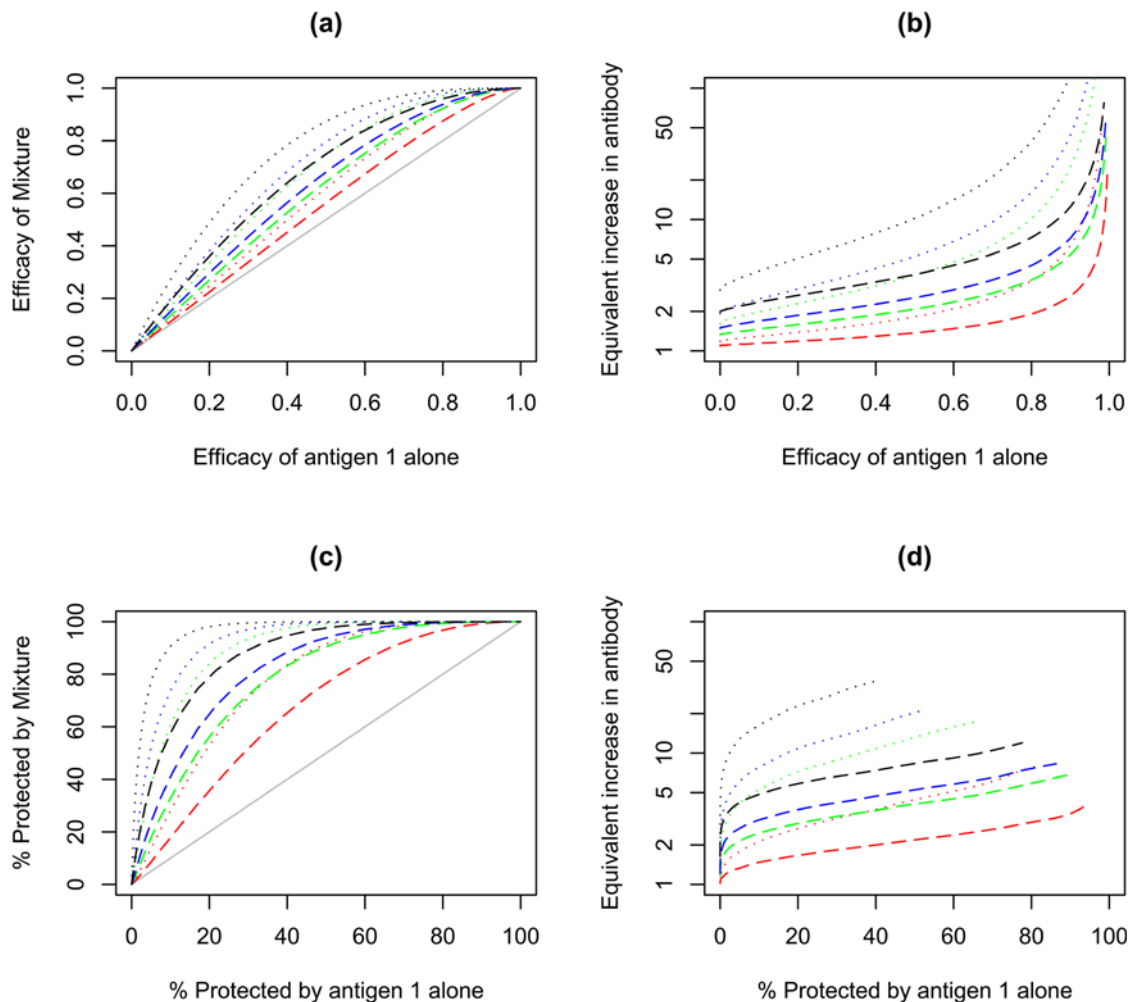 (a)
Efficacy of Mixture
1.0
0.8
0.6
0.4
0.2
0.0
0.0 0.2 0.4 0.6 0.8 1.0
Efficacy of antigen 1 alone
(b)
Equivalent increase in antibody
50
10
5
2
1
0.0 0.2 0.4 0.6 0.8 1.0
Efficacy of antigen 1 alone
(c)
% Protected by Mixture
100
80
60
40
20
0
0 20 40 60 80 100
% Protected by antigen 1 alone
(d)
Equivalent increase in antibody
50
10
5
2
1
0 20 40 60 80 100
% Protected by antigen 1 alone